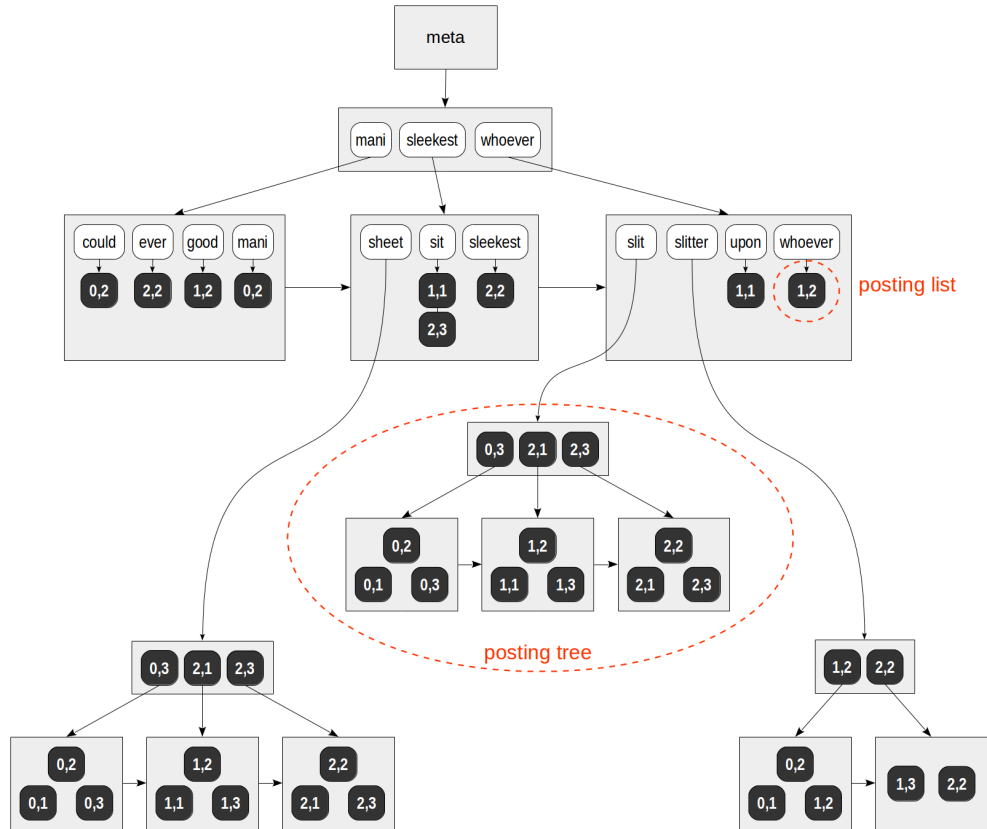 meta
mani sleekest whoever
could ever good mani
0,2 2,2 1,2 0,2
sheet sit sleekest
1,1 2,2
2,3
slit slitter upon whoever
1,1 1,2
posting list
0,3 2,1 2,3
0,2
0,1 0,3
1,2
1,1 1,3
2,2
2,1 2,3
posting tree
0,3 2,1 2,3
0,2
0,1 0,3
1,2
1,1 1,3
2,2
2,1 2,3
1,2 2,2
0,2
0,1 1,2
1,3 2,2